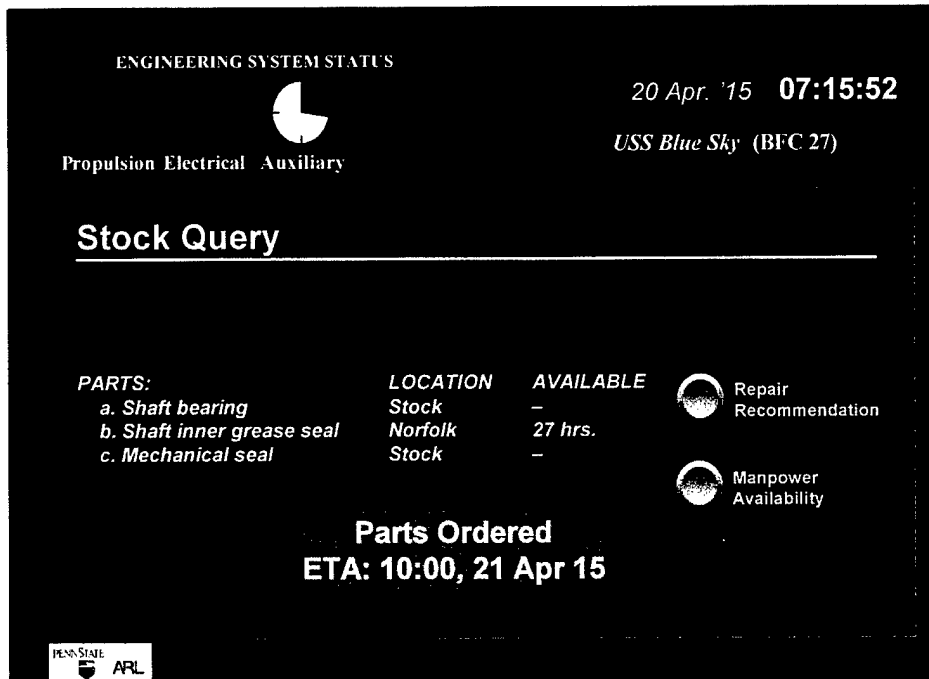 ENGINEERING SYSTEM STATUS
20 Apr. '15 07:15:52
USS Blue Sky (BFC 27)
Propulsion Electrical Auxiliary
Stock Query
PARTS: LOCATION AVAILABLE
a. Shaft bearing Stock –
b. Shaft inner grease seal Norfolk 27 hrs.
c. Mechanical seal Stock –
Repair
Recommendation
Manpower
Availability
Parts Ordered
ETA: 10:00, 21 Apr 15
PENNSTATE
ARL